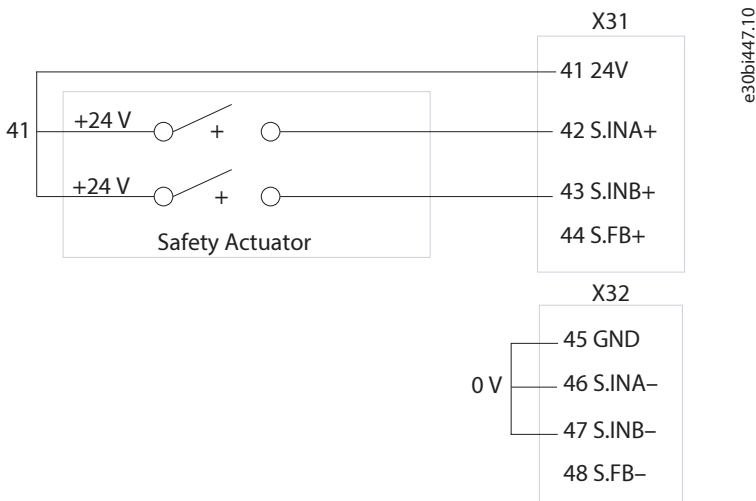 X31
e30bi447.10
41 24V
41
+24 V
+
42 S.INA+
+24 V
+
43 S.INB+
44 S.FB+
Safety Actuator
X32
45 GND
0 V
46 S.INA–
47 S.INB–
48 S.FB–